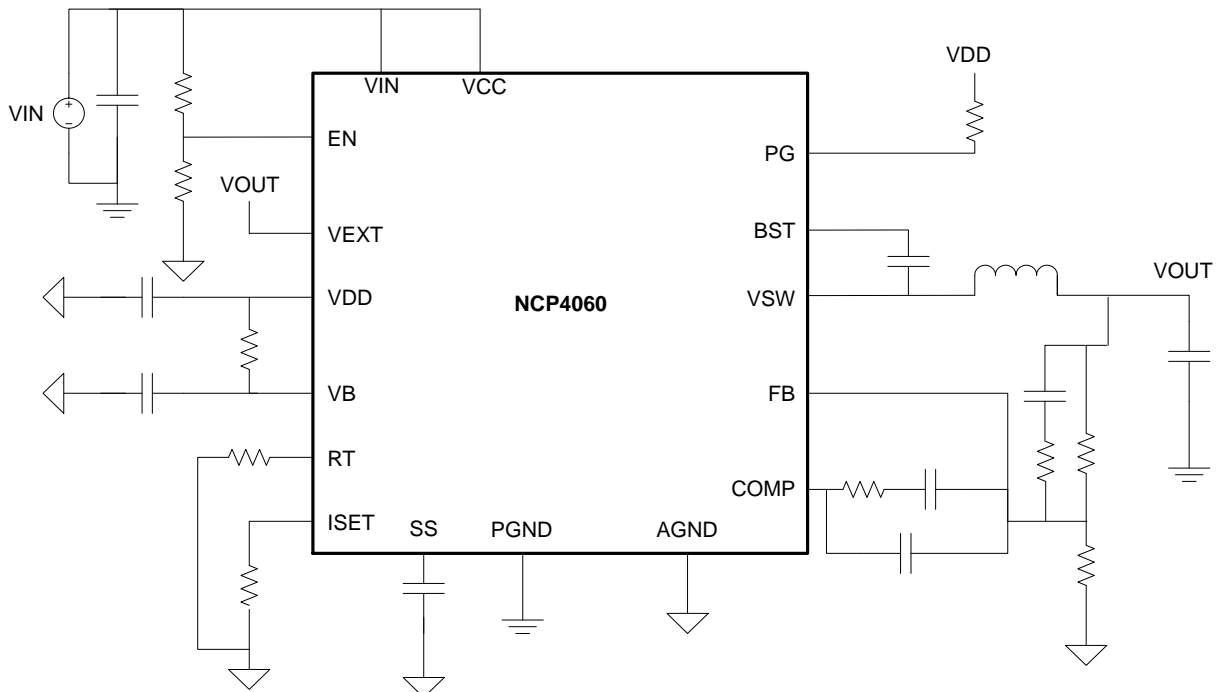 VIN
VCC
VDD
VIN
EN
PG
VOUT
VEXT
BST
VOUT
VDD
NCP4060
VSW
VB
FB
RT
COMP
ISET
SS
PGND
AGND
+
−